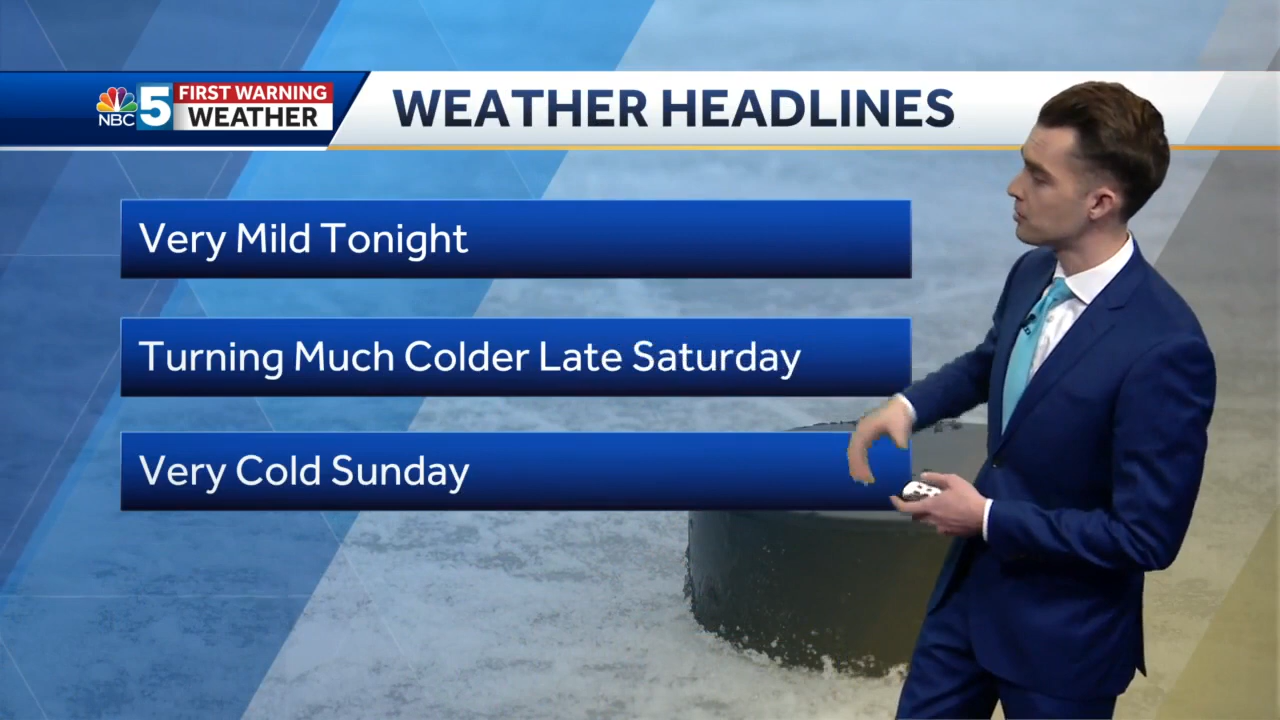 NBC 5 FIRST WARNING
WEATHER
WEATHER HEADLINES
Very Mild Tonight
Turning Much Colder Late Saturday
Very Cold Sunday